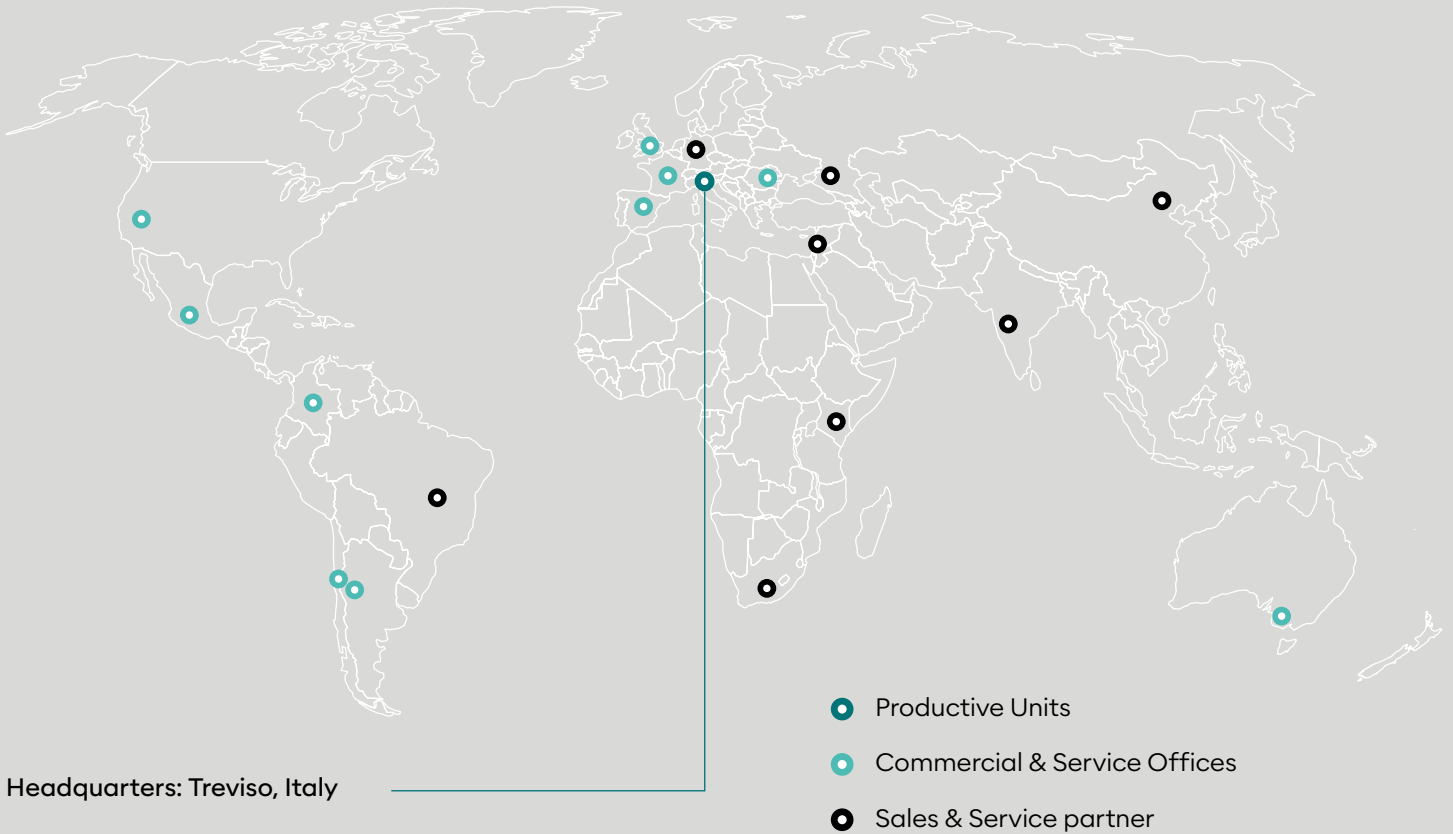 Productive Units
Commercial & Service Offices
Headquarters: Treviso, Italy
Sales & Service partner